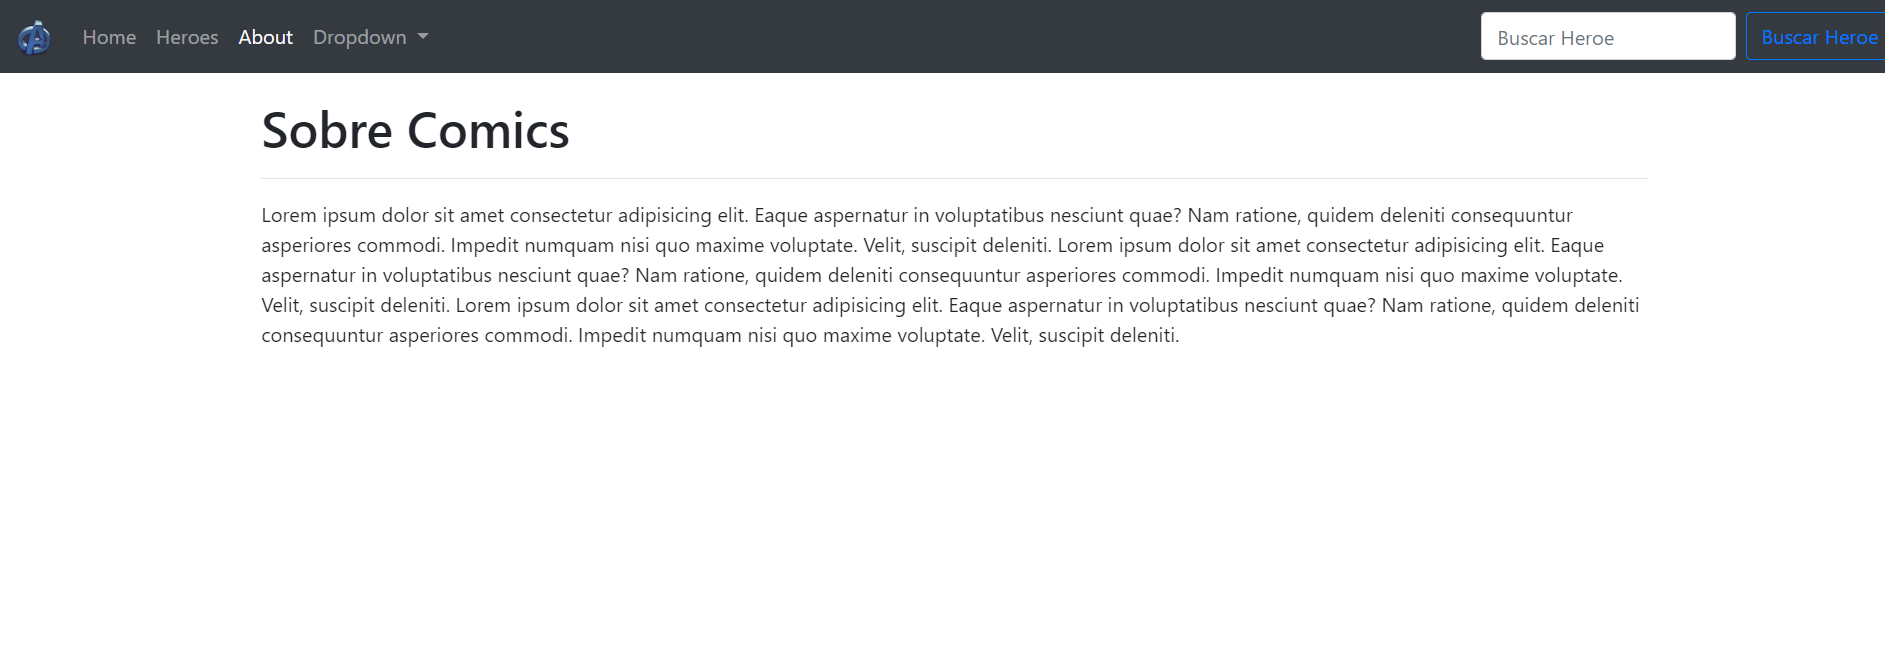 Home Heroes About Dropdown Buscar Heroe Buscar Heroe
Sobre Comics
Lorem ipsum dolor sit amet consectetur adipisicing elit. Eaque aspernatur in voluptatibus nesciunt quae? Nam ratione, quidem deleniti consequuntur
asperiores commodi. Impedit numquam nisi quo maxime voluptate. Velit, suscipit deleniti. Lorem ipsum dolor sit amet consectetur adipisicing elit. Eaque
aspernatur in voluptatibus nesciunt quae? Nam ratione, quidem deleniti consequuntur asperiores commodi. Impedit numquam nisi quo maxime voluptate.
Velit, suscipit deleniti. Lorem ipsum dolor sit amet consectetur adipisicing elit. Eaque aspernatur in voluptatibus nesciunt quae? Nam ratione, quidem deleniti
consequuntur asperiores commodi. Impedit numquam nisi quo maxime voluptate. Velit, suscipit deleniti.